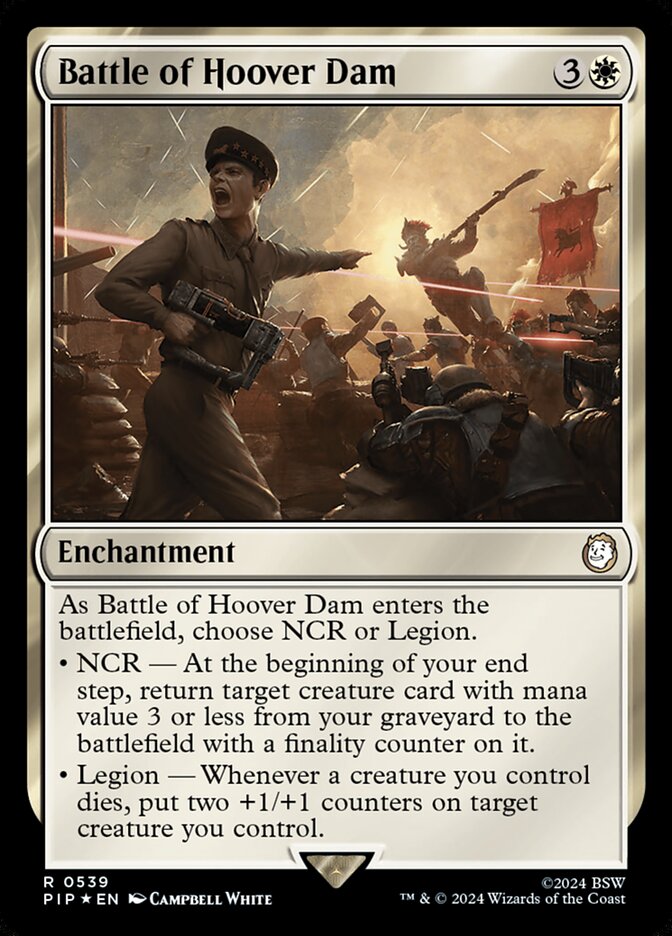 Battle of Hoover Dam 3
Enchantment
As Battle of Hoover Dam enters the
battlefield, choose NCR or Legion.
• NCR — At the beginning of your end
step, return target creature card with mana
value 3 or less from your graveyard to the
battlefield with a finality counter on it.
• Legion — Whenever a creature you control
dies, put two +1/+1 counters on target
creature you control.
R 0539
©2024 BSW
PIP★EN CAMPBELL WHITE
™ & © 2024 Wizards of the Coast